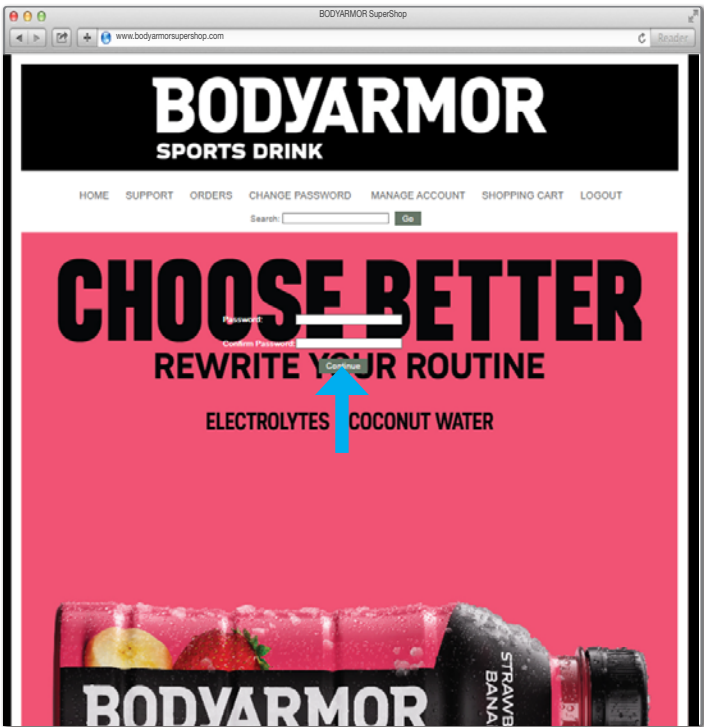 BODYARMOR SuperShop
www.bodyarmorsupershop.com
Reader
BODYARMOR
SPORTS DRINK
HOME SUPPORT ORDERS CHANGE PASSWORD MANAGE ACCOUNT SHOPPING CART LOGOUT
Search: Go
CHOOSE BETTER
Password:
Confirm Password:
REWRITE YOUR ROUTINE
Continue
ELECTROLYTES COCONUT WATER
BODYARMOR
STRAWB
BANA